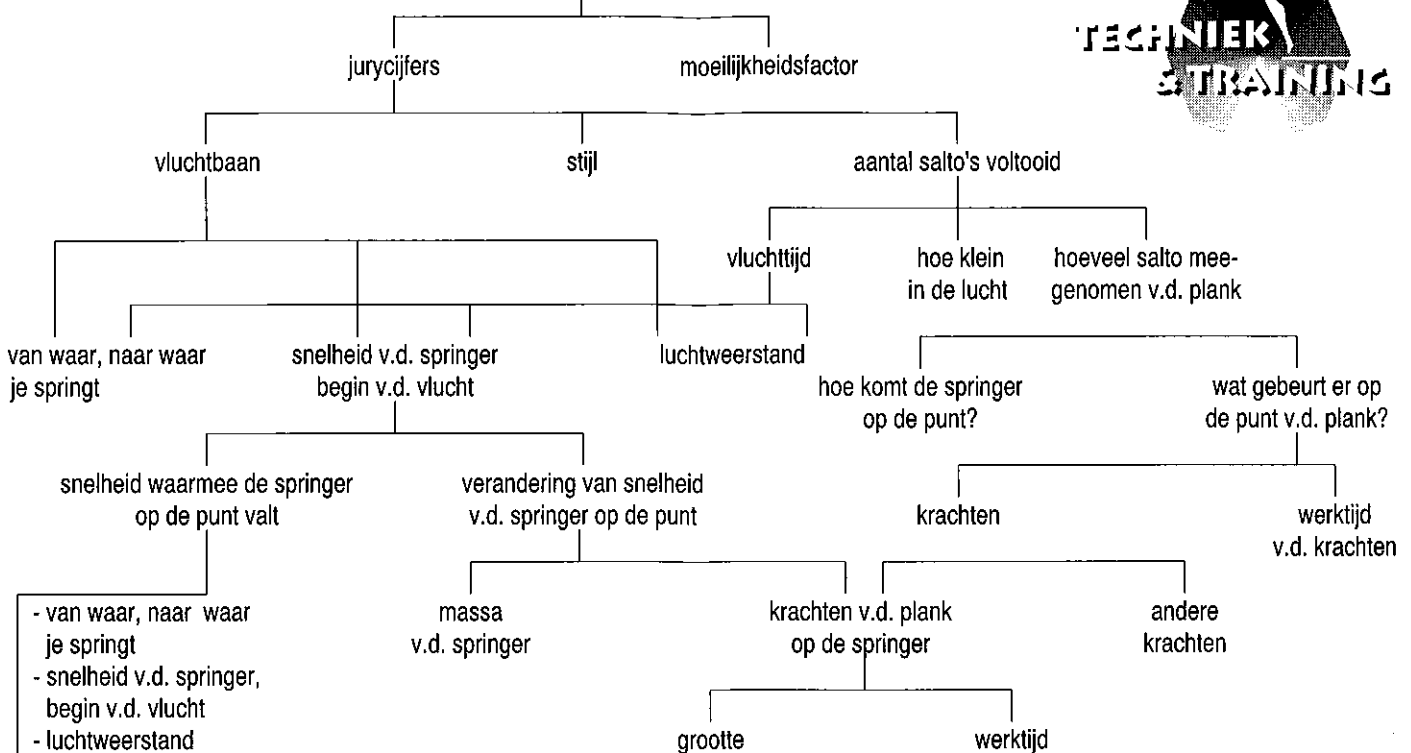 TECHNIEK
& TRAINING
jurycijfers
moeilijkheidsfactor
vluchtbaan
stijl
aantal salto's voltooid
vluchttijd
hoe klein
in de lucht
hoeveel salto mee-
genomen v.d. plank
van waar, naar waar
je springt
snelheid v.d. springer
begin v.d. vlucht
luchtweerstand
hoe komt de springer
op de punt?
wat gebeurt er op
de punt v.d. plank?
snelheid waarmee de springer
op de punt valt
verandering van snelheid
v.d. springer op de punt
krachten
werktijd
v.d. krachten
- van waar, naar waar
je springt
- snelheid v.d. springer,
begin v.d. vlucht
- luchtweerstand
massa
v.d. springer
krachten v.d. plank
op de springer
andere
krachten
grootte
werktijd